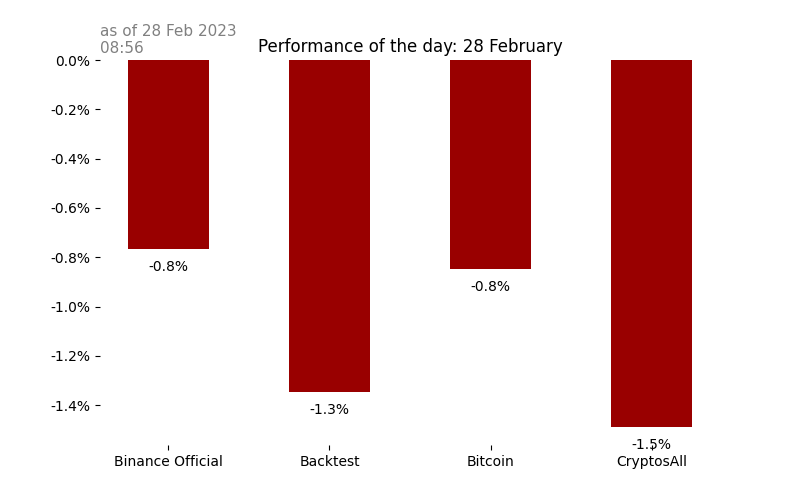 as of 28 Feb 2023
08:56
Performance of the day: 28 February
0.0%
-0.2%
-0.4%
-0.6%
-0.8%
-1.0%
-1.2%
-1.4%
-0.8%
-1.3%
-0.8%
-1.5%
Binance Official
Backtest
Bitcoin
CryptosAll